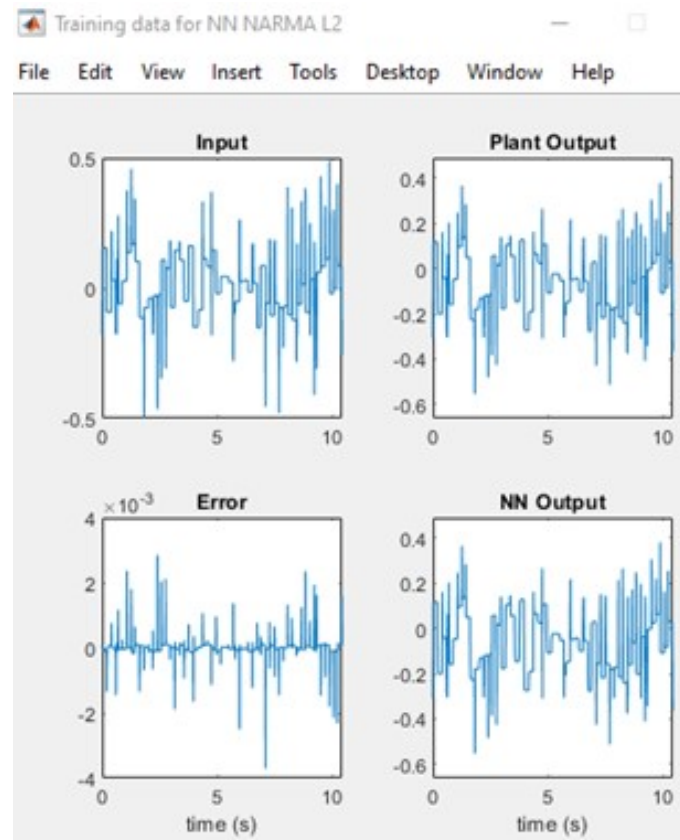 Training data for NN NARMA L2
File Edit View Insert Tools Desktop Window Help
Input
0.5
0
-0.5
0 5 10
Plant Output
0.4
0.2
0
-0.2
-0.4
-0.6
0 5 10
×10⁻³ Error
4
2
0
-2
-4
0 5 10
time (s)
NN Output
0.4
0.2
0
-0.2
-0.4
-0.6
0 5 10
time (s)